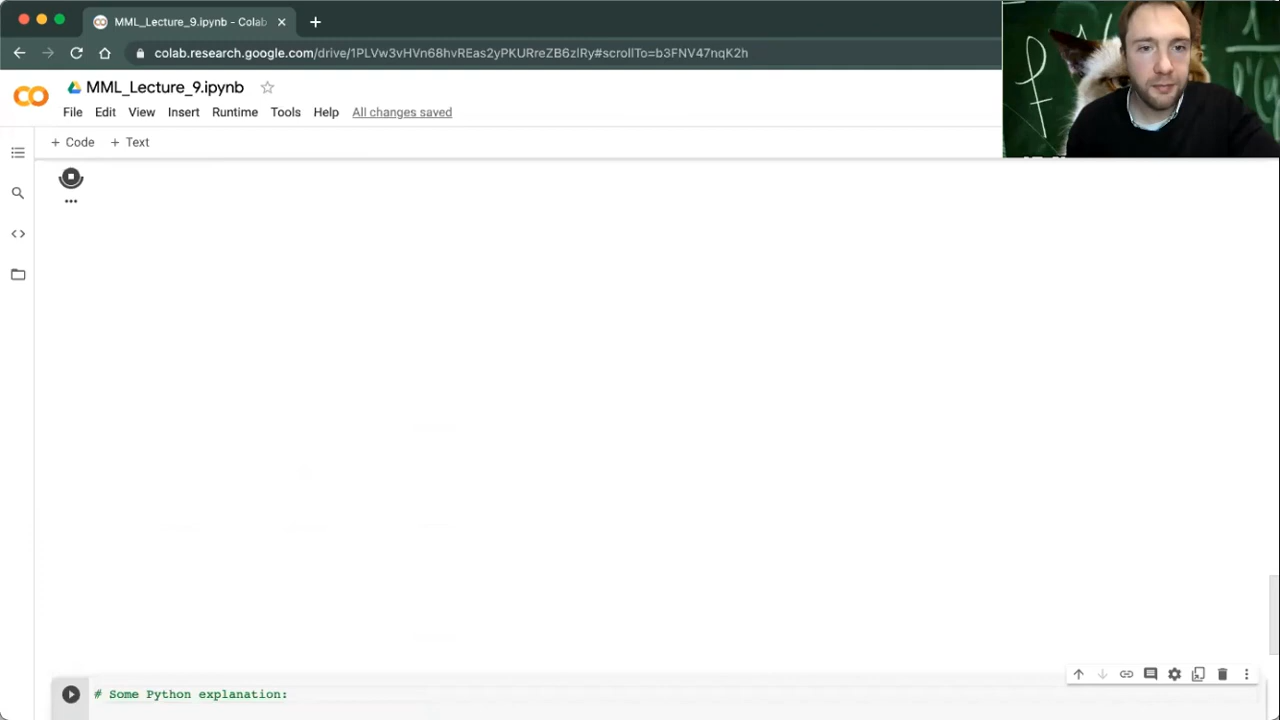 MML_Lecture_9.ipynb - Colab
colab.research.google.com/drive/1PLVw3vHVn68hvREas2yPKURreZB6zIRy#scrollTo=b3FNV47nqK2h
MML_Lecture_9.ipynb
File Edit View Insert Runtime Tools Help All changes saved
+ Code + Text
# Some Python explanation: